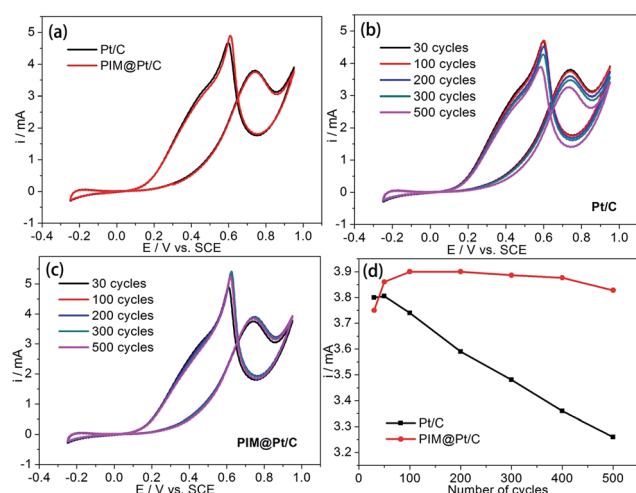 (a)
Pt/C
PIM@Pt/C
i / mA
5
4
3
2
1
0
-1
-0.4 -0.2 0.0 0.2 0.4 0.6 0.8 1.0
E / V vs. SCE
(b)
30 cycles
100 cycles
200 cycles
300 cycles
500 cycles
Pt/C
i / mA
5
4
3
2
1
0
-1
-0.4 -0.2 0.0 0.2 0.4 0.6 0.8 1.0
E / V vs. SCE
(c)
30 cycles
100 cycles
200 cycles
300 cycles
500 cycles
PIM@Pt/C
i / mA
5
4
3
2
1
0
-1
-0.4 -0.2 0.0 0.2 0.4 0.6 0.8 1.0
E / V vs. SCE
(d)
Pt/C
PIM@Pt/C
i / mA
3.9
3.8
3.7
3.6
3.5
3.4
3.3
3.2
0 100 200 300 400 500
Number of cycles